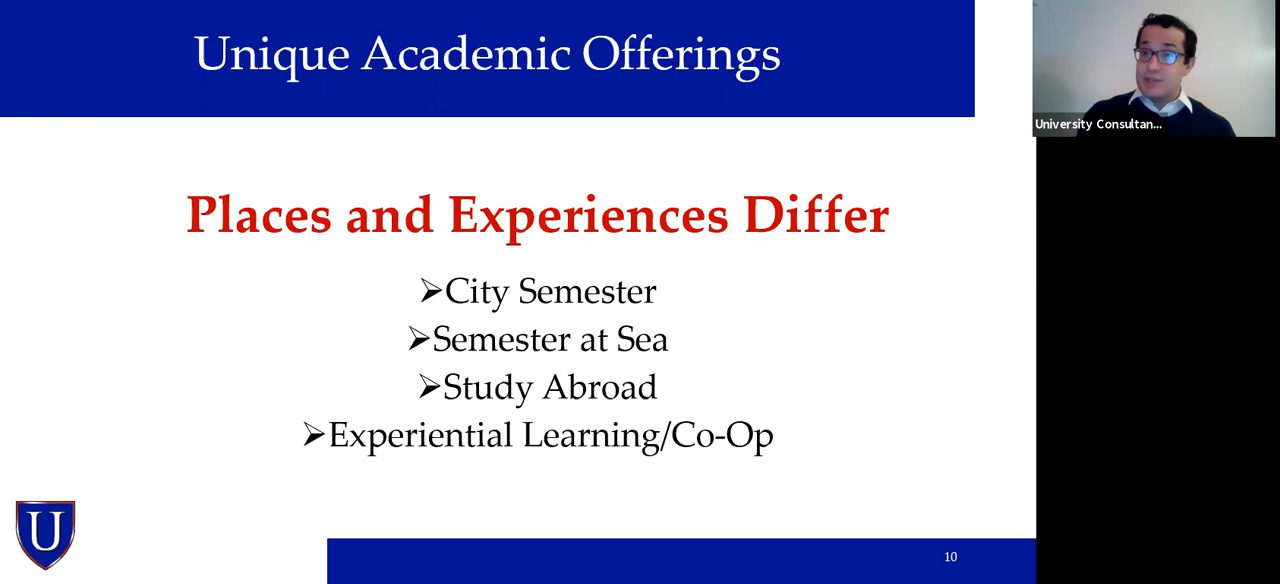 Unique Academic Offerings
University Consultan...
Places and Experiences Differ
➢City Semester
➢Semester at Sea
➢Study Abroad
➢Experiential Learning/Co-Op
U
10